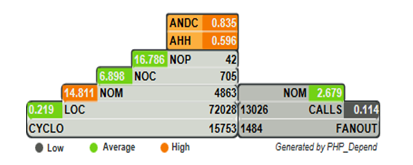 ANDC 0.835
AHH 0.596
16.786 NOP 42
6.898 NOC 705
14.811 NOM 4863 NOM 2.679
0.219 LOC 72028 13026 CALLS 0.114
CYCLO 15753 1484 FANOUT
Low Average High Generated by PHP_Depend